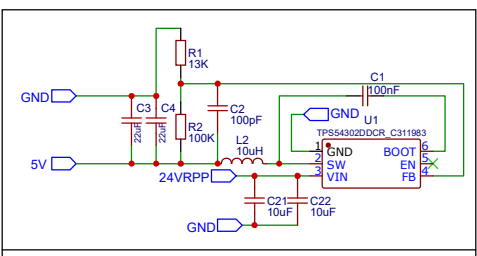 R1
13K
C1
100nF
GND
C3
C4
22uF
22uF
C2
100pF
GND
U1
TPS54302DDCR_C311983
R2
100K
L2
10uH
1
GND
BOOT
6
5V
2
SW
EN
5
24VRPP
3
VIN
FB
4
C21
10uF
C22
10uF
GND